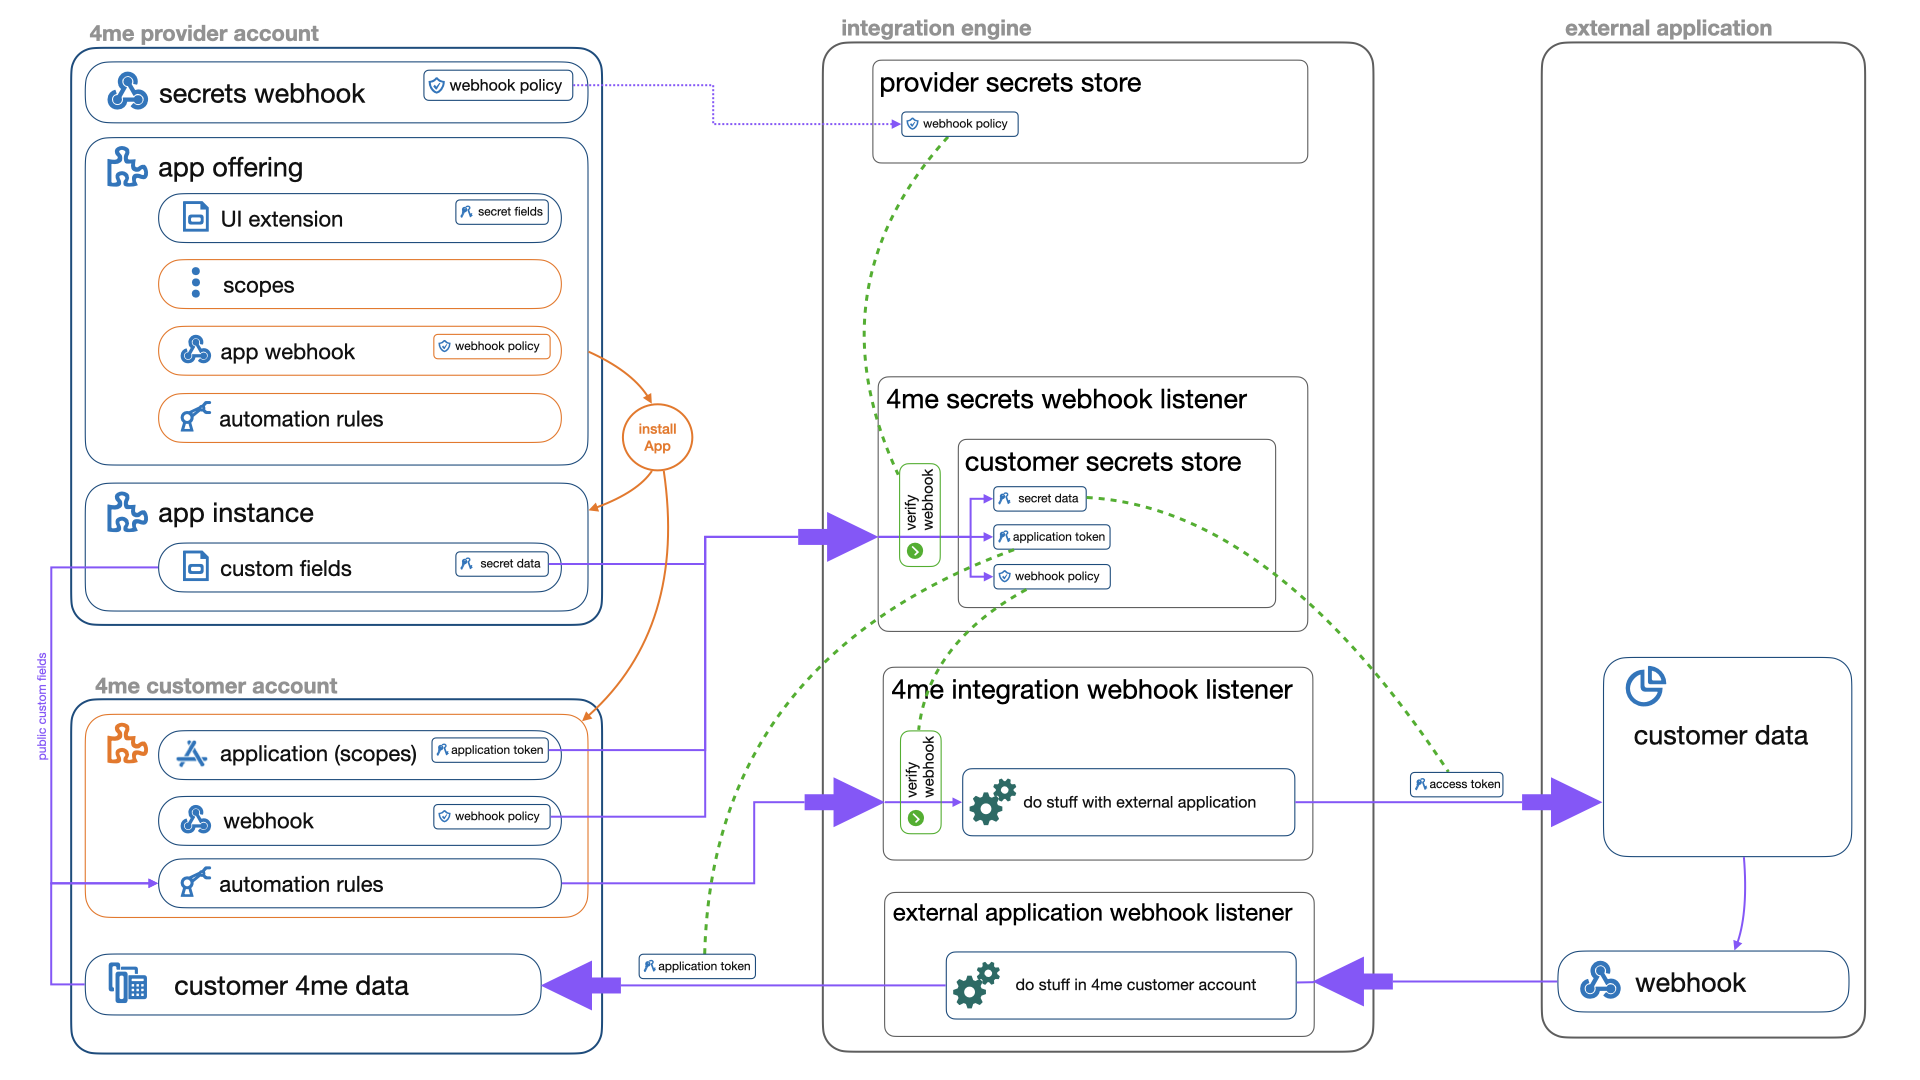 4me provider account
secrets webhook
webhook policy
app offering
UI extension
secret fields
scopes
app webhook
webhook policy
automation rules
install
App
app instance
custom fields
secret data
public custom fields
4me customer account
application (scopes)
application token
webhook
webhook policy
automation rules
customer 4me data
application token
integration engine
provider secrets store
webhook policy
4me secrets webhook listener
verify
webhook
customer secrets store
secret data
application token
webhook policy
4me integration webhook listener
verify
webhook
do stuff with external application
external application webhook listener
do stuff in 4me customer account
access token
external application
customer data
webhook